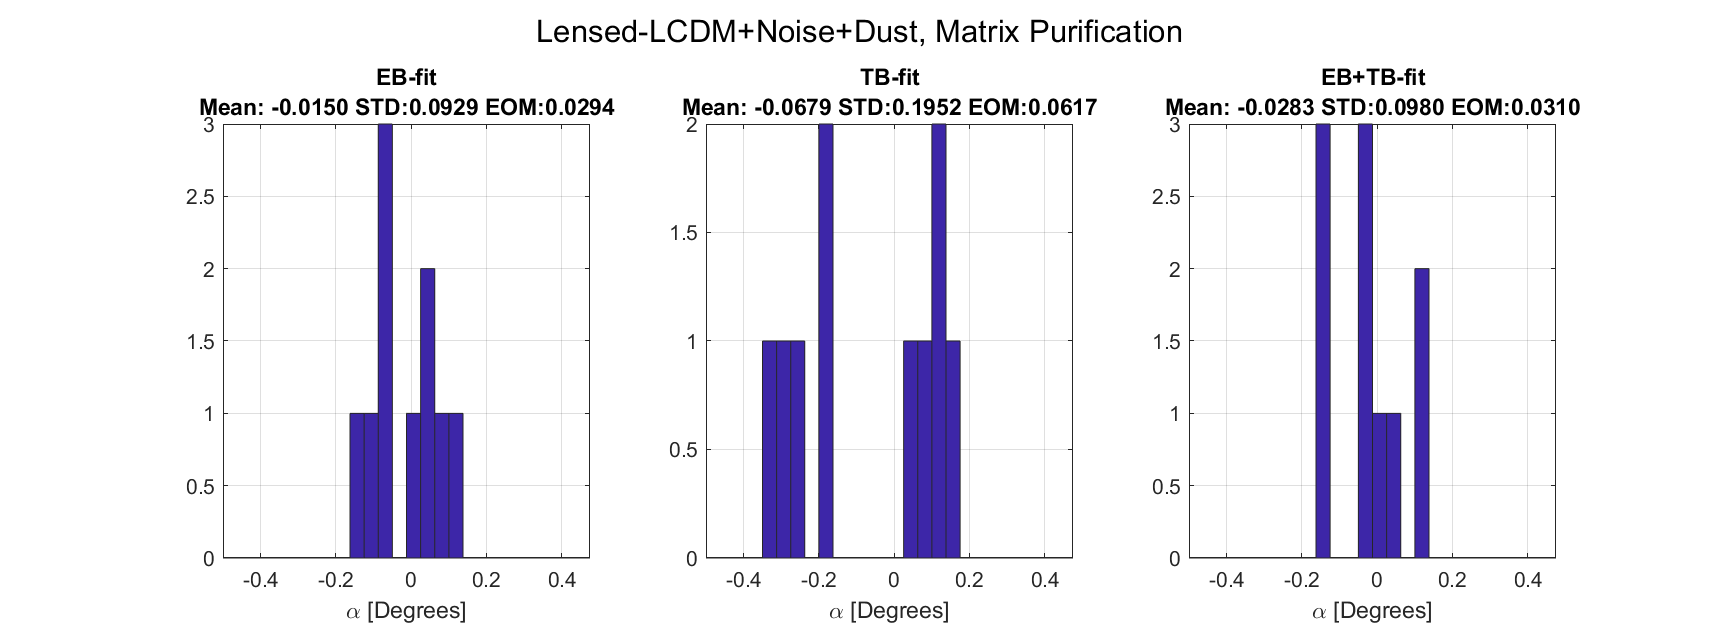 Lensed-LCDM+Noise+Dust, Matrix Purification
EB-fit
Mean: -0.0150 STD:0.0929 EOM:0.0294
3
2.5
2
1.5
1
0.5
0
-0.4 -0.2 0 0.2 0.4
α [Degrees]
TB-fit
Mean: -0.0679 STD:0.1952 EOM:0.0617
2
1.5
1
0.5
0
-0.4 -0.2 0 0.2 0.4
α [Degrees]
EB+TB-fit
Mean: -0.0283 STD:0.0980 EOM:0.0310
3
2.5
2
1.5
1
0.5
0
-0.4 -0.2 0 0.2 0.4
α [Degrees]